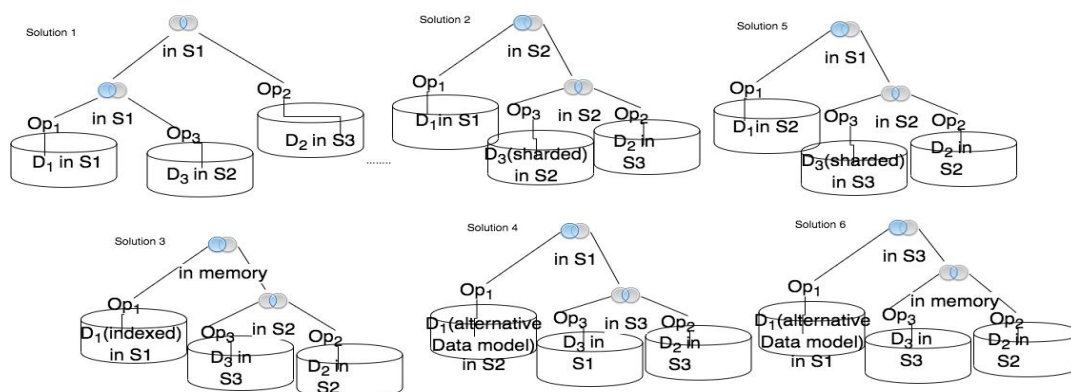 Solution 1
in S1
in S1
Op1
Op3
Op2
D1 in S1
D3 in S2
D2 in S3
........
Solution 2
in S2
Op1
in S2
Op3
Op2
D1 in S1
D3(sharded)
in S2
D2 in
S3
Solution 5
in S1
Op1
in S2
Op3
Op2
D1 in S2
D3(sharded)
in S3
D2 in
S2
Solution 3
in memory
Op1
in S2
Op3
Op2
D1(indexed)
in S1
D3 in
S3
D2 in
S2
Solution 4
in S1
Op1
in S3
Op3
Op2
D1(alternative
Data model)
in S2
D3 in
S1
D2 in
S3
Solution 6
in S3
Op1
in memory
Op3
Op2
D1(alternative
Data model)
in S1
D3 in
S3
D2 in
S2